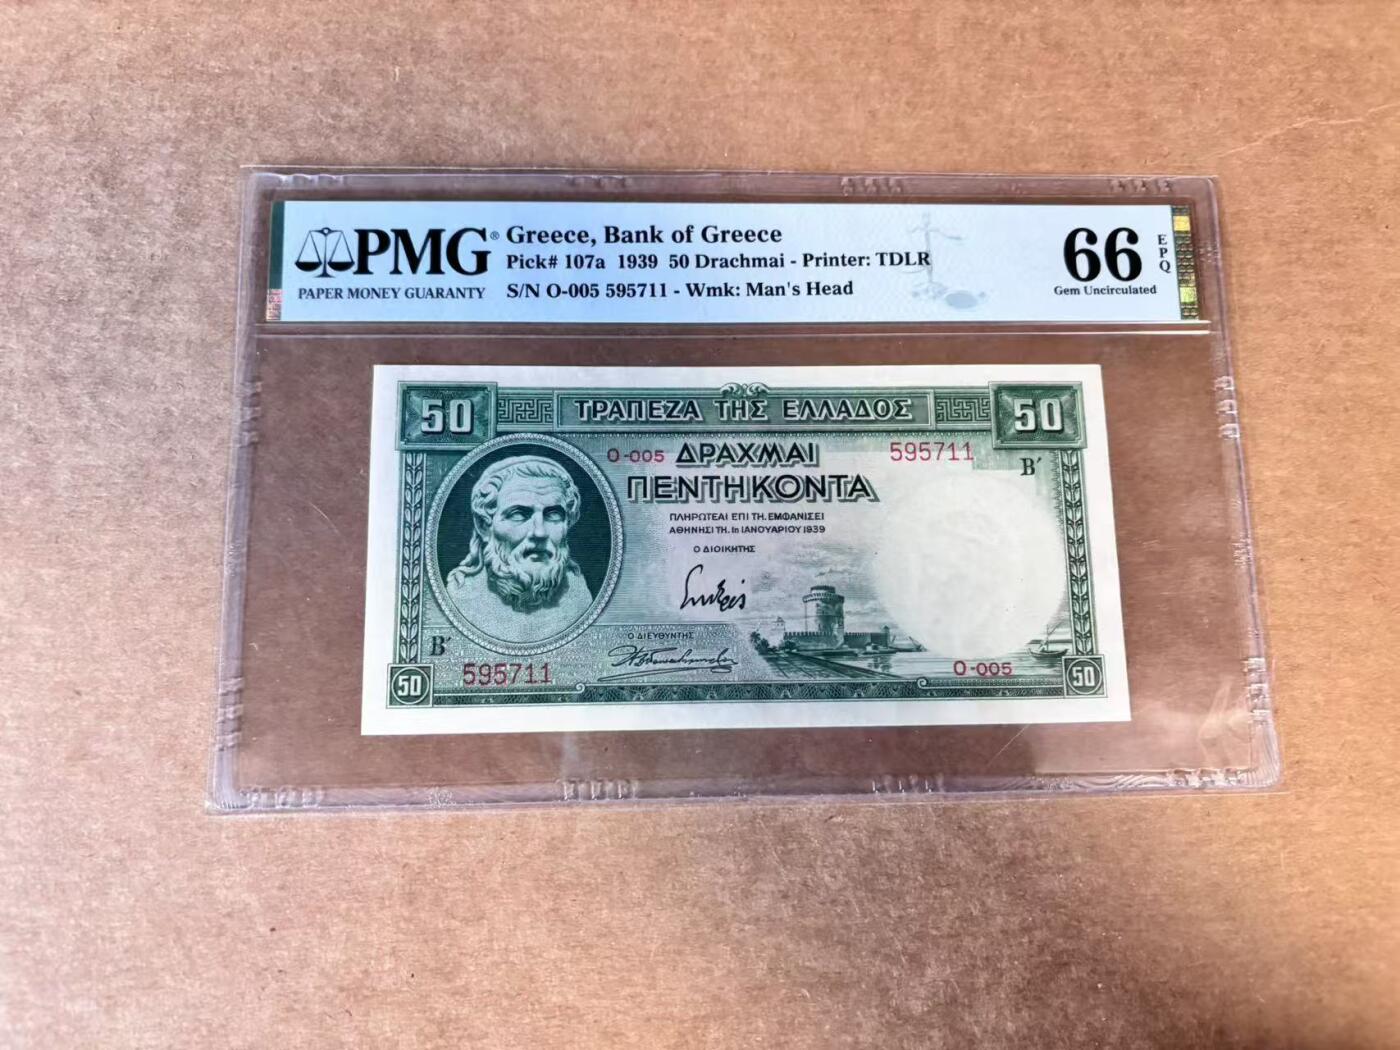 PMG®
PAPER MONEY GUARANTY
Greece, Bank of Greece
Pick# 107a 1939 50 Drachmai - Printer: TDLR
S/N O-005 595711 - Wmk: Man's Head
66
EPQ
Gem Uncirculated
50 ΤΡΑΠΕΖΑ ΤΗΣ ΕΛΛΑΔΟΣ 50
O-005 ΔΡΑΧΜΑΙ 595711
Β΄
ΠΕΝΤΗΚΟΝΤΑ
ΠΛΗΡΩΤΕΑΙ ΕΠΙ ΤΗ. ΕΜΦΑΝΙΣΕΙ
ΑΘΗΝΗΣΙ ΤΗ. 1η ΙΑΝΟΥΑΡΙΟΥ 1939
Ο ΔΙΟΙΚΗΤΗΣ
Ο ΔΙΕΥΘΥΝΤΗΣ
Β΄
595711
O-005
50
50